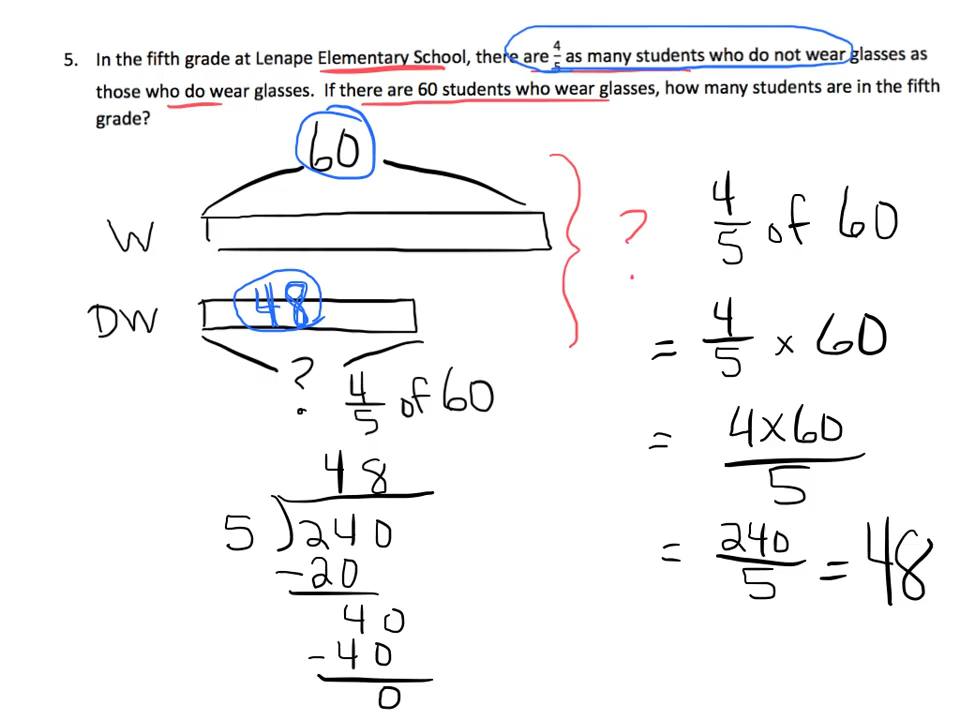 5. In the fifth grade at Lenape Elementary School, there are 4/5 as many students who do not wear glasses as
those who do wear glasses. If there are 60 students who wear glasses, how many students are in the fifth
grade?
60
W
?
DW
48
? 4/5 of 60
48
5)240
-20
40
-40
0
4/5 of 60
= 4/5 x 60
= 4x60/5
= 240/5 = 48